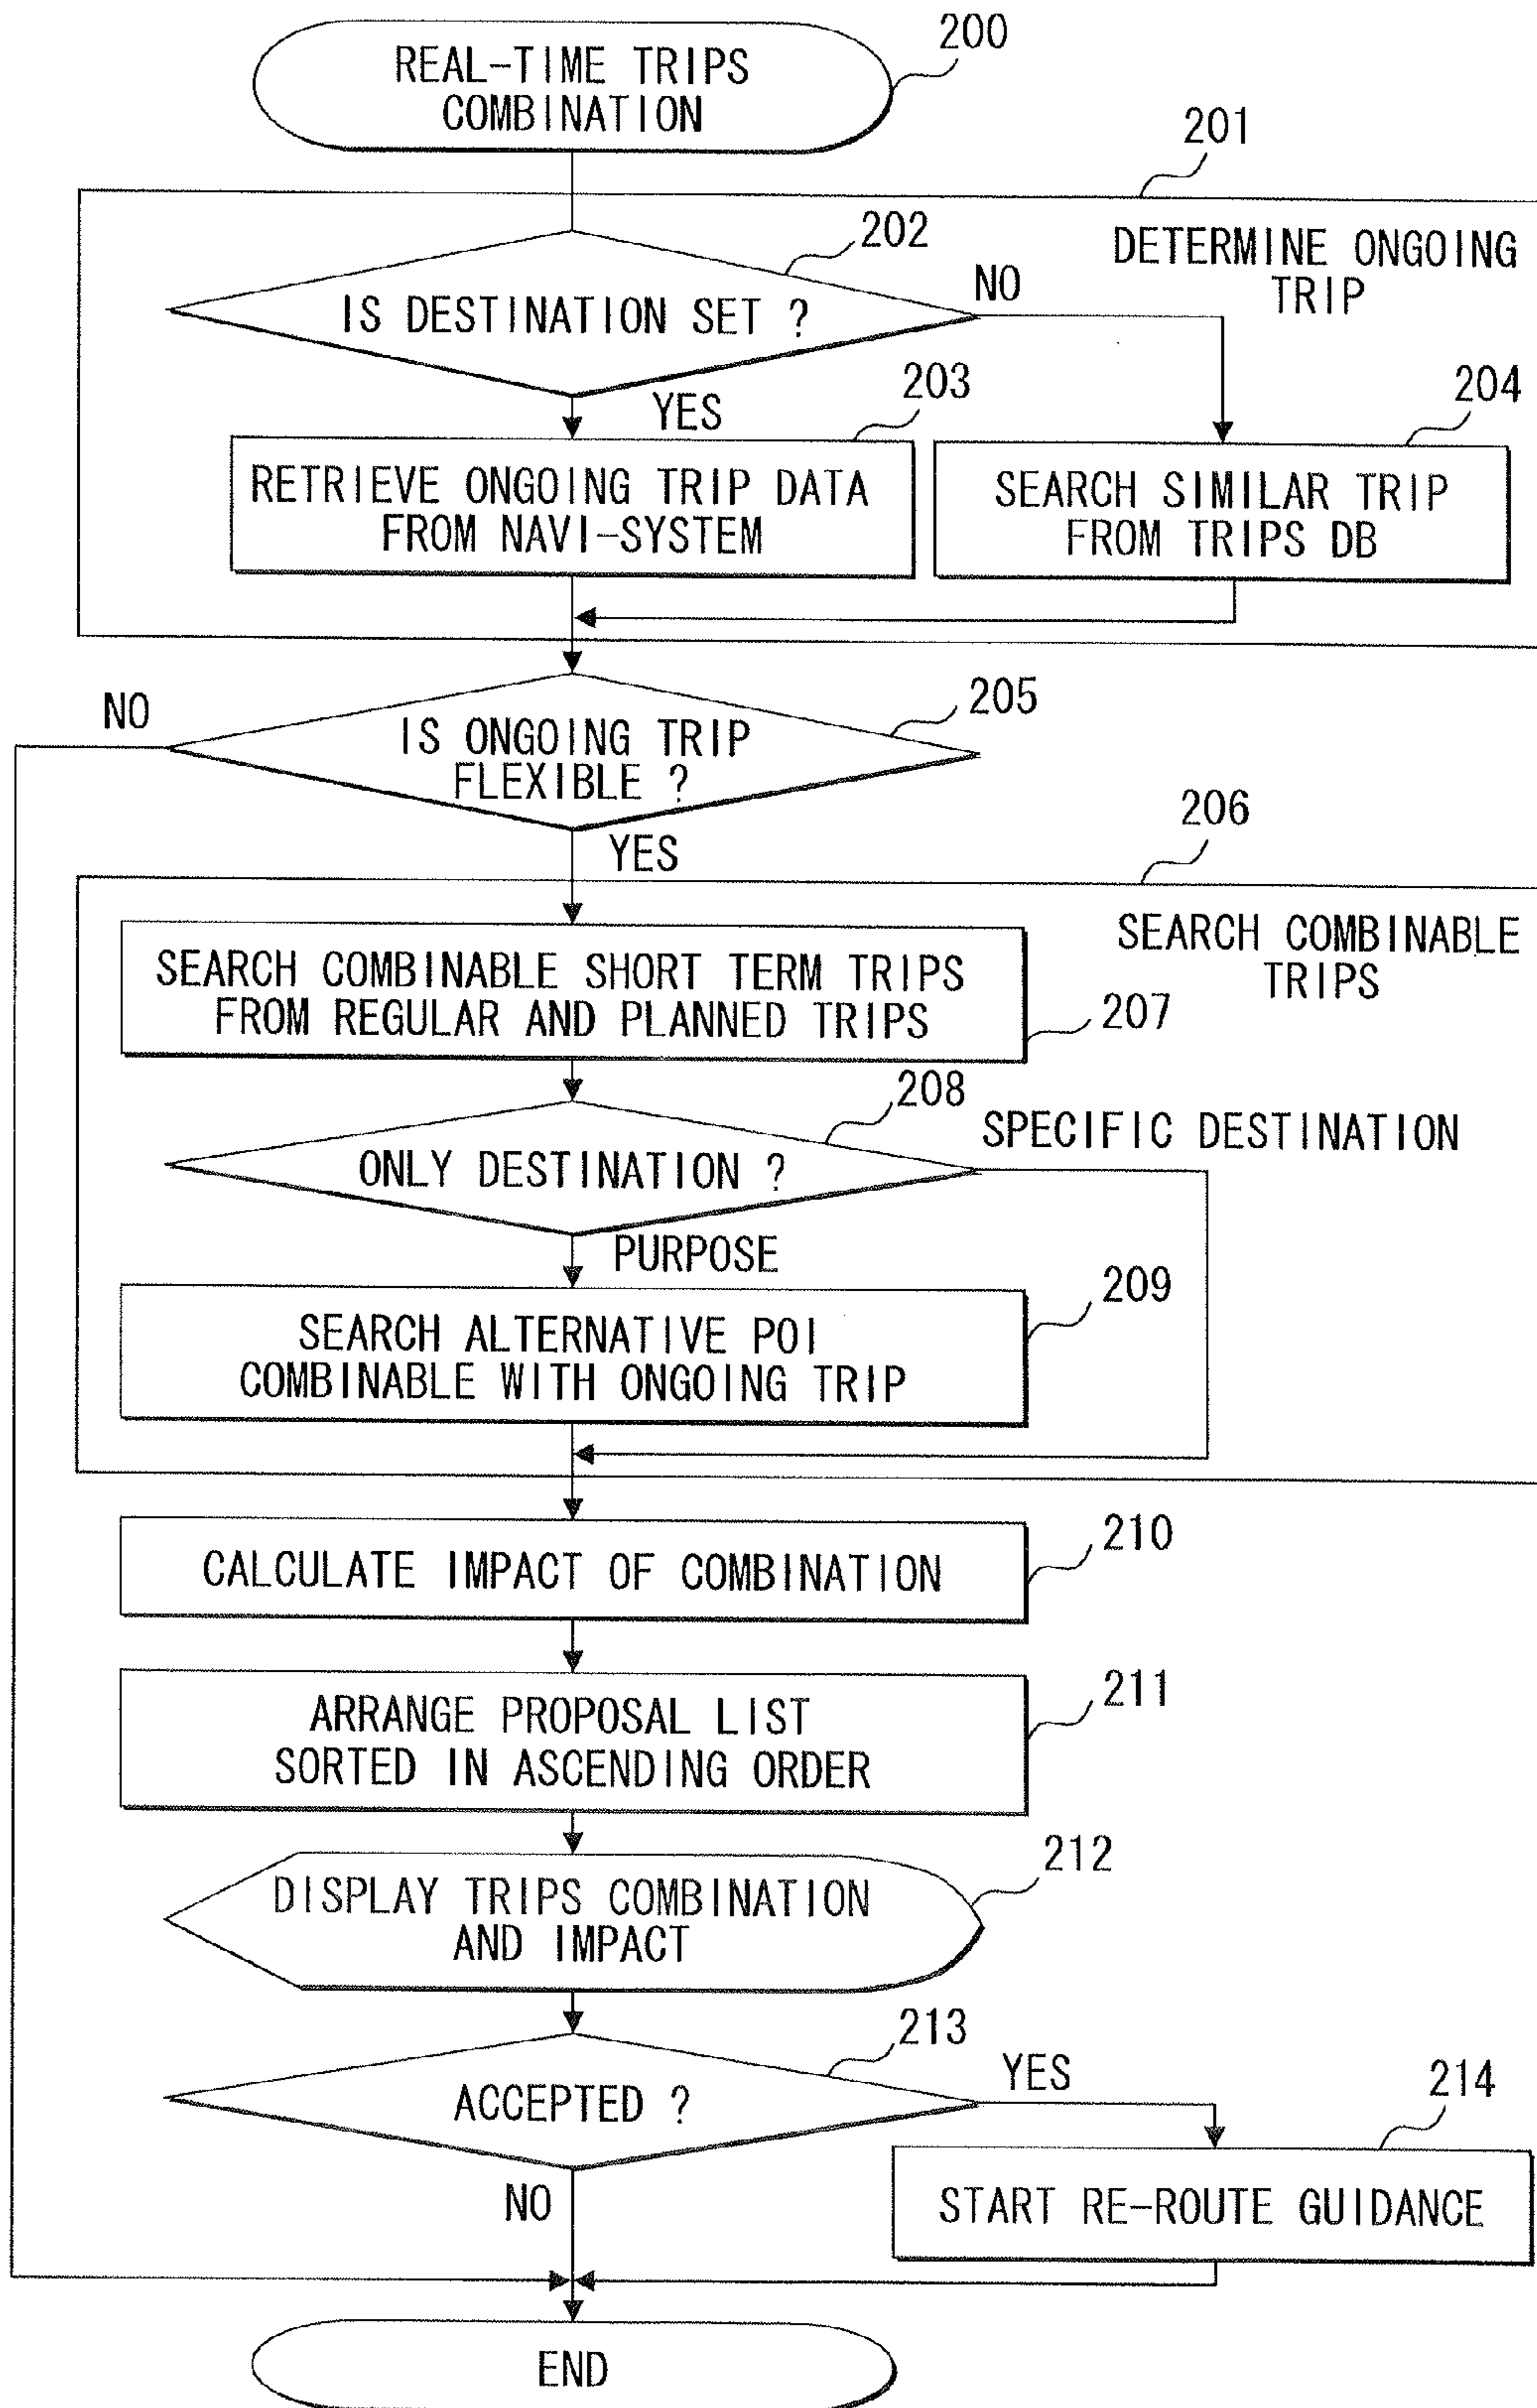 200
REAL-TIME TRIPS
COMBINATION
201
202
DETERMINE ONGOING
TRIP
IS DESTINATION SET ?
NO
YES
203
204
RETRIEVE ONGOING TRIP DATA
FROM NAVI-SYSTEM
SEARCH SIMILAR TRIP
FROM TRIPS DB
NO
205
IS ONGOING TRIP
FLEXIBLE ?
YES
206
SEARCH COMBINABLE
TRIPS
SEARCH COMBINABLE SHORT TERM TRIPS
FROM REGULAR AND PLANNED TRIPS
207
208
SPECIFIC DESTINATION
ONLY DESTINATION ?
PURPOSE
209
SEARCH ALTERNATIVE POI
COMBINABLE WITH ONGOING TRIP
210
CALCULATE IMPACT OF COMBINATION
211
ARRANGE PROPOSAL LIST
SORTED IN ASCENDING ORDER
212
DISPLAY TRIPS COMBINATION
AND IMPACT
213
YES
ACCEPTED ?
214
NO
START RE-ROUTE GUIDANCE
END